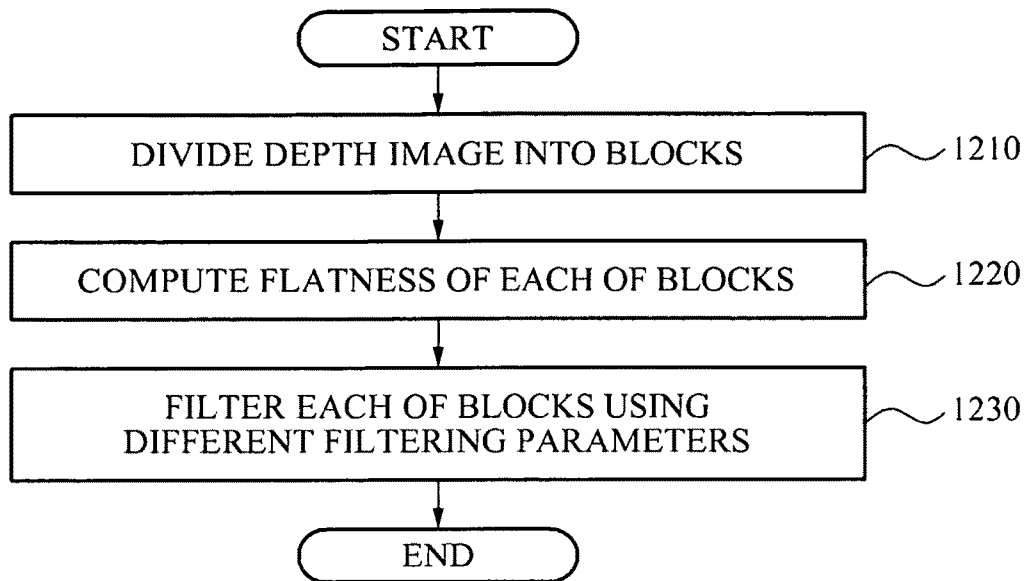 START
DIVIDE DEPTH IMAGE INTO BLOCKS
1210
COMPUTE FLATNESS OF EACH OF BLOCKS
1220
FILTER EACH OF BLOCKS USING
DIFFERENT FILTERING PARAMETERS
1230
END